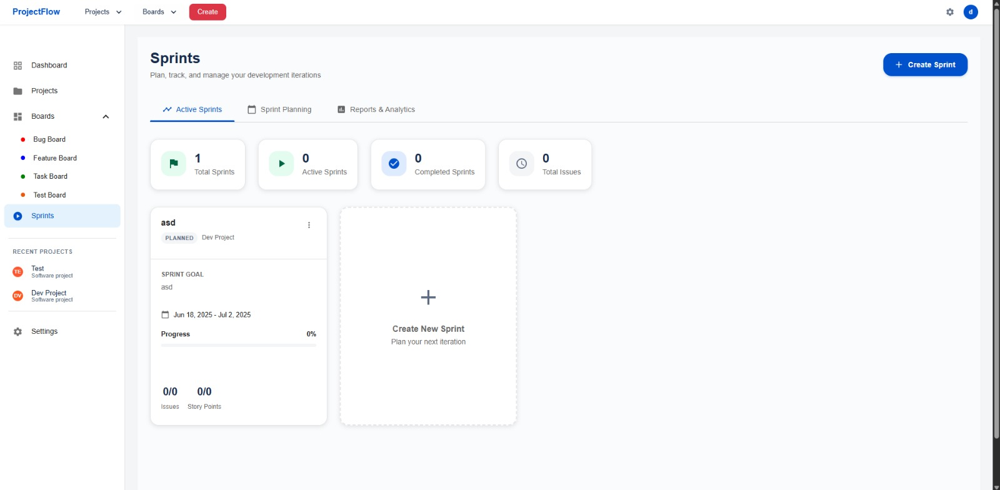 ProjectFlow
Projects
Boards
Create
d
Dashboard
Projects
Boards
Bug Board
Feature Board
Task Board
Test Board
Sprints
RECENT PROJECTS
TE
Test
Software project
DV
Dev Project
Software project
Settings
Sprints
Plan, track, and manage your development iterations
+ Create Sprint
Active Sprints
Sprint Planning
Reports & Analytics
1
Total Sprints
0
Active Sprints
0
Completed Sprints
0
Total Issues
asd
PLANNED Dev Project
SPRINT GOAL
asd
Jun 18, 2025 - Jul 2, 2025
Progress 0%
0/0
Issues
0/0
Story Points
Create New Sprint
Plan your next iteration